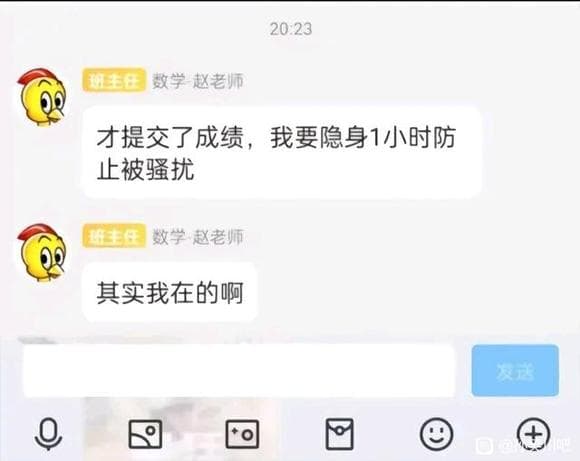 20:23
班主任 数学-赵老师
才提交了成绩，我要隐身1小时防
止被骚扰
班主任 数学-赵老师
其实我在的啊
发送